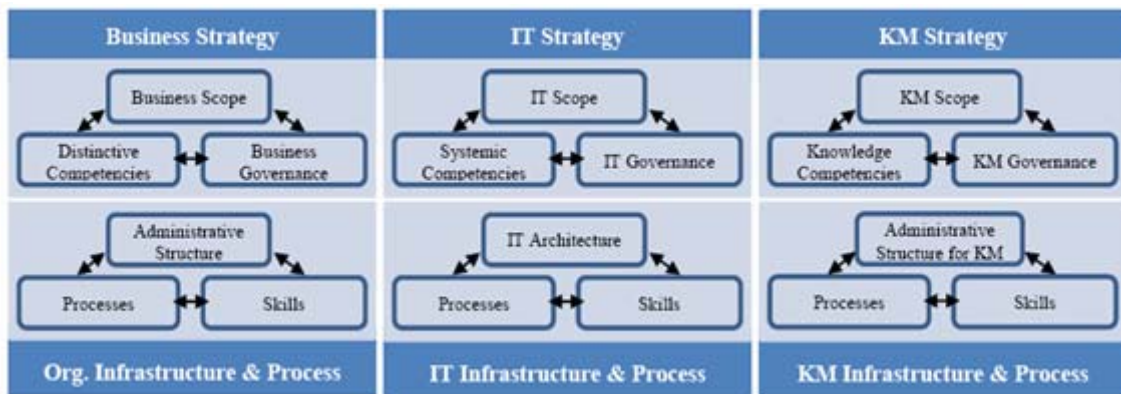 Business Strategy
Business Scope
Distinctive
Competencies
Business
Governance
Administrative
Structure
Processes
Skills
Org. Infrastructure & Process
IT Strategy
IT Scope
Systemic
Competencies
IT Governance
IT Architecture
Processes
Skills
IT Infrastructure & Process
KM Strategy
KM Scope
Knowledge
Competencies
KM Governance
Administrative
Structure for KM
Processes
Skills
KM Infrastructure & Process